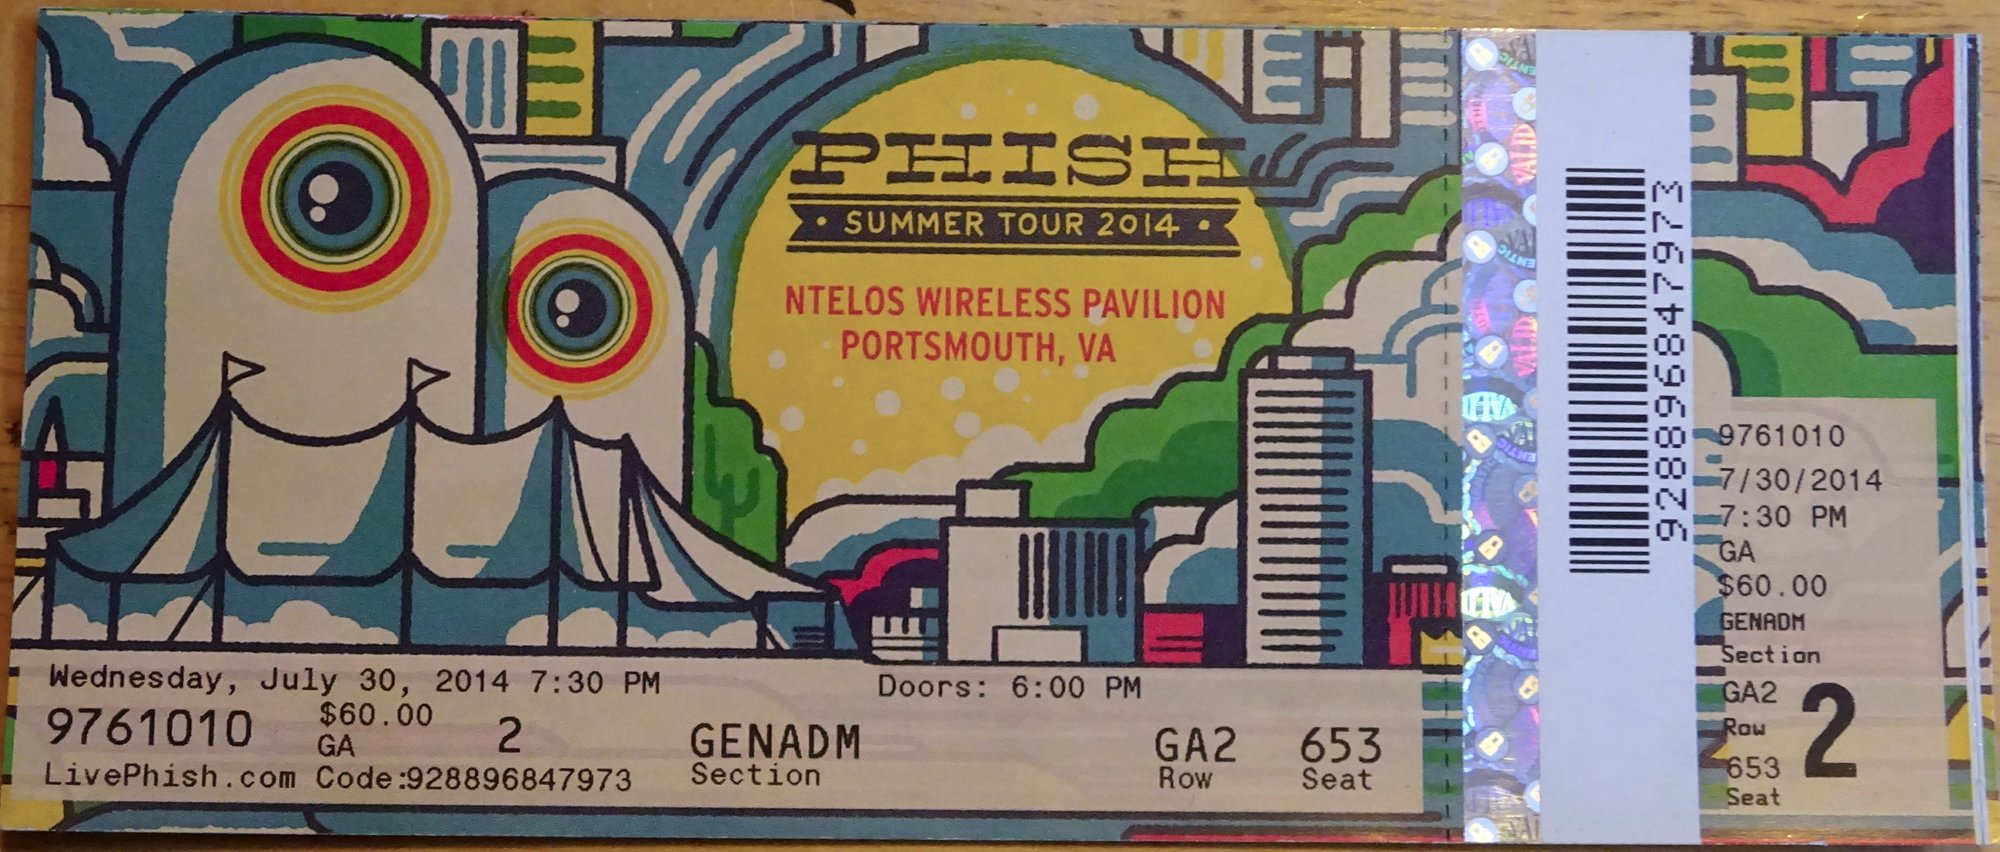 PHISH
• SUMMER TOUR 2014 •
NTELOS WIRELESS PAVILION
PORTSMOUTH, VA
Wednesday, July 30, 2014 7:30 PM
Doors: 6:00 PM
9761010
$60.00
GA
2
GENADM
Section
GA2
Row
653
Seat
LivePhish.com Code:928896847973
VALID
VALID
928896847973
9761010
7/30/2014
7:30 PM
GA
$60.00
GENADM
Section
GA2
Row
653
Seat
2